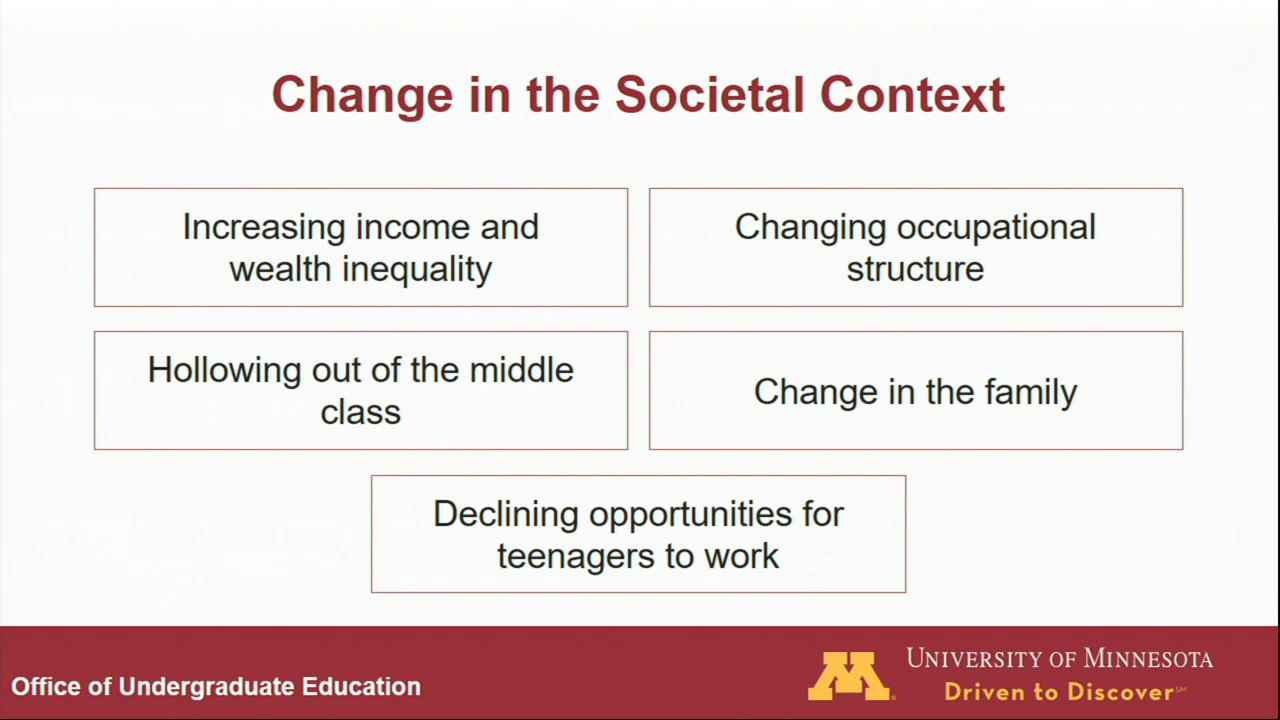 Change in the Societal Context
Increasing income and
wealth inequality
Changing occupational
structure
Hollowing out of the middle
class
Change in the family
Declining opportunities for
teenagers to work
Office of Undergraduate Education
M
UNIVERSITY OF MINNESOTA
Driven to Discover℠